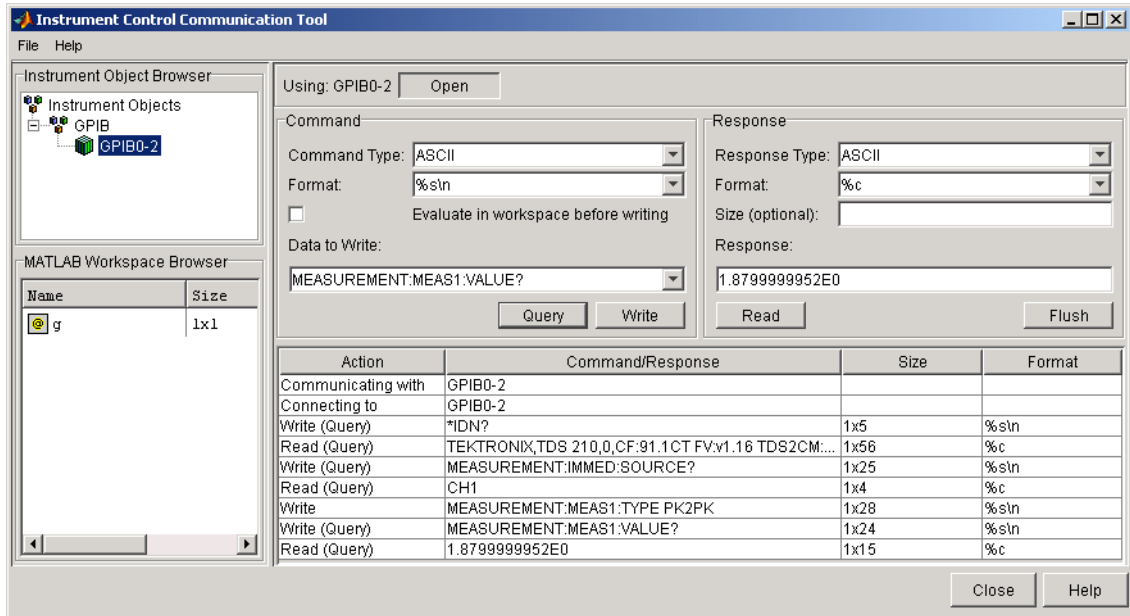 Instrument Control Communication Tool
File Help
Instrument Object Browser
Instrument Objects
GPIB
GPIB0-2
MATLAB Workspace Browser
Name Size
@ g 1x1
Using: GPIB0-2 Open
Command
Command Type: ASCII
Format: %s\n
Evaluate in workspace before writing
Data to Write:
MEASUREMENT:MEAS1:VALUE?
Query Write
Response
Response Type: ASCII
Format: %c
Size (optional):
Response:
1.8799999952E0
Read Flush
Action Command/Response Size Format
Communicating with GPIB0-2
Connecting to GPIB0-2
Write (Query) *IDN? 1x5 %s\n
Read (Query) TEKTRONIX,TDS 210,0,CF:91.1CT FV:v1.16 TDS2CM:... 1x56 %c
Write (Query) MEASUREMENT:IMMED:SOURCE? 1x25 %s\n
Read (Query) CH1 1x4 %c
Write MEASUREMENT:MEAS1:TYPE PK2PK 1x28 %s\n
Write (Query) MEASUREMENT:MEAS1:VALUE? 1x24 %s\n
Read (Query) 1.8799999952E0 1x15 %c
Close Help